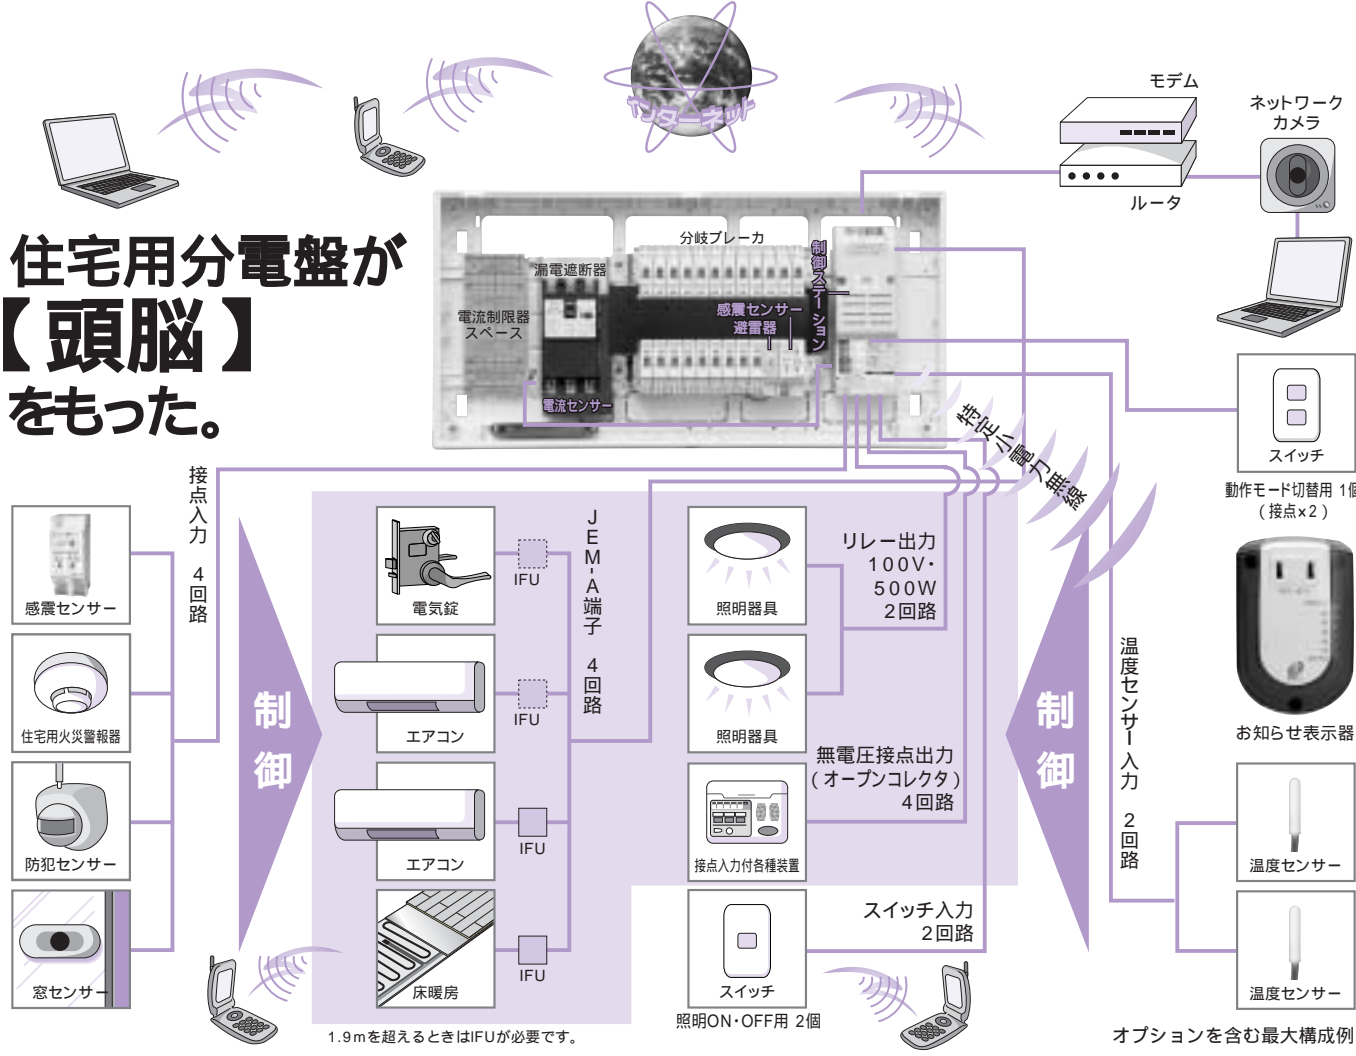 インターネット
モデム
ルータ
ネットワーク
カメラ
住宅用分電盤が
【頭脳】
をもった。
分岐ブレーカ
漏電遮断器
電流制限器
スペース
制御ステーション
感震センサー
避雷器
電流センサー
特定小電力無線
スイッチ
動作モード切替用 1個
(接点×2)
接点入力 4回路
感震センサー
住宅用火災警報器
防犯センサー
窓センサー
制御
JEM-A端子 4回路
電気錠
IFU
エアコン
IFU
エアコン
IFU
床暖房
IFU
1.9mを超えるときはIFUが必要です。
照明器具
照明器具
リレー出力
100V・
500W
2回路
接点入力付各種装置
無電圧接点出力
(オープンコレクタ)
4回路
スイッチ
照明ON・OFF用 2個
スイッチ入力
2回路
制御
温度センサー入力 2回路
お知らせ表示器
温度センサー
温度センサー
オプションを含む最大構成例